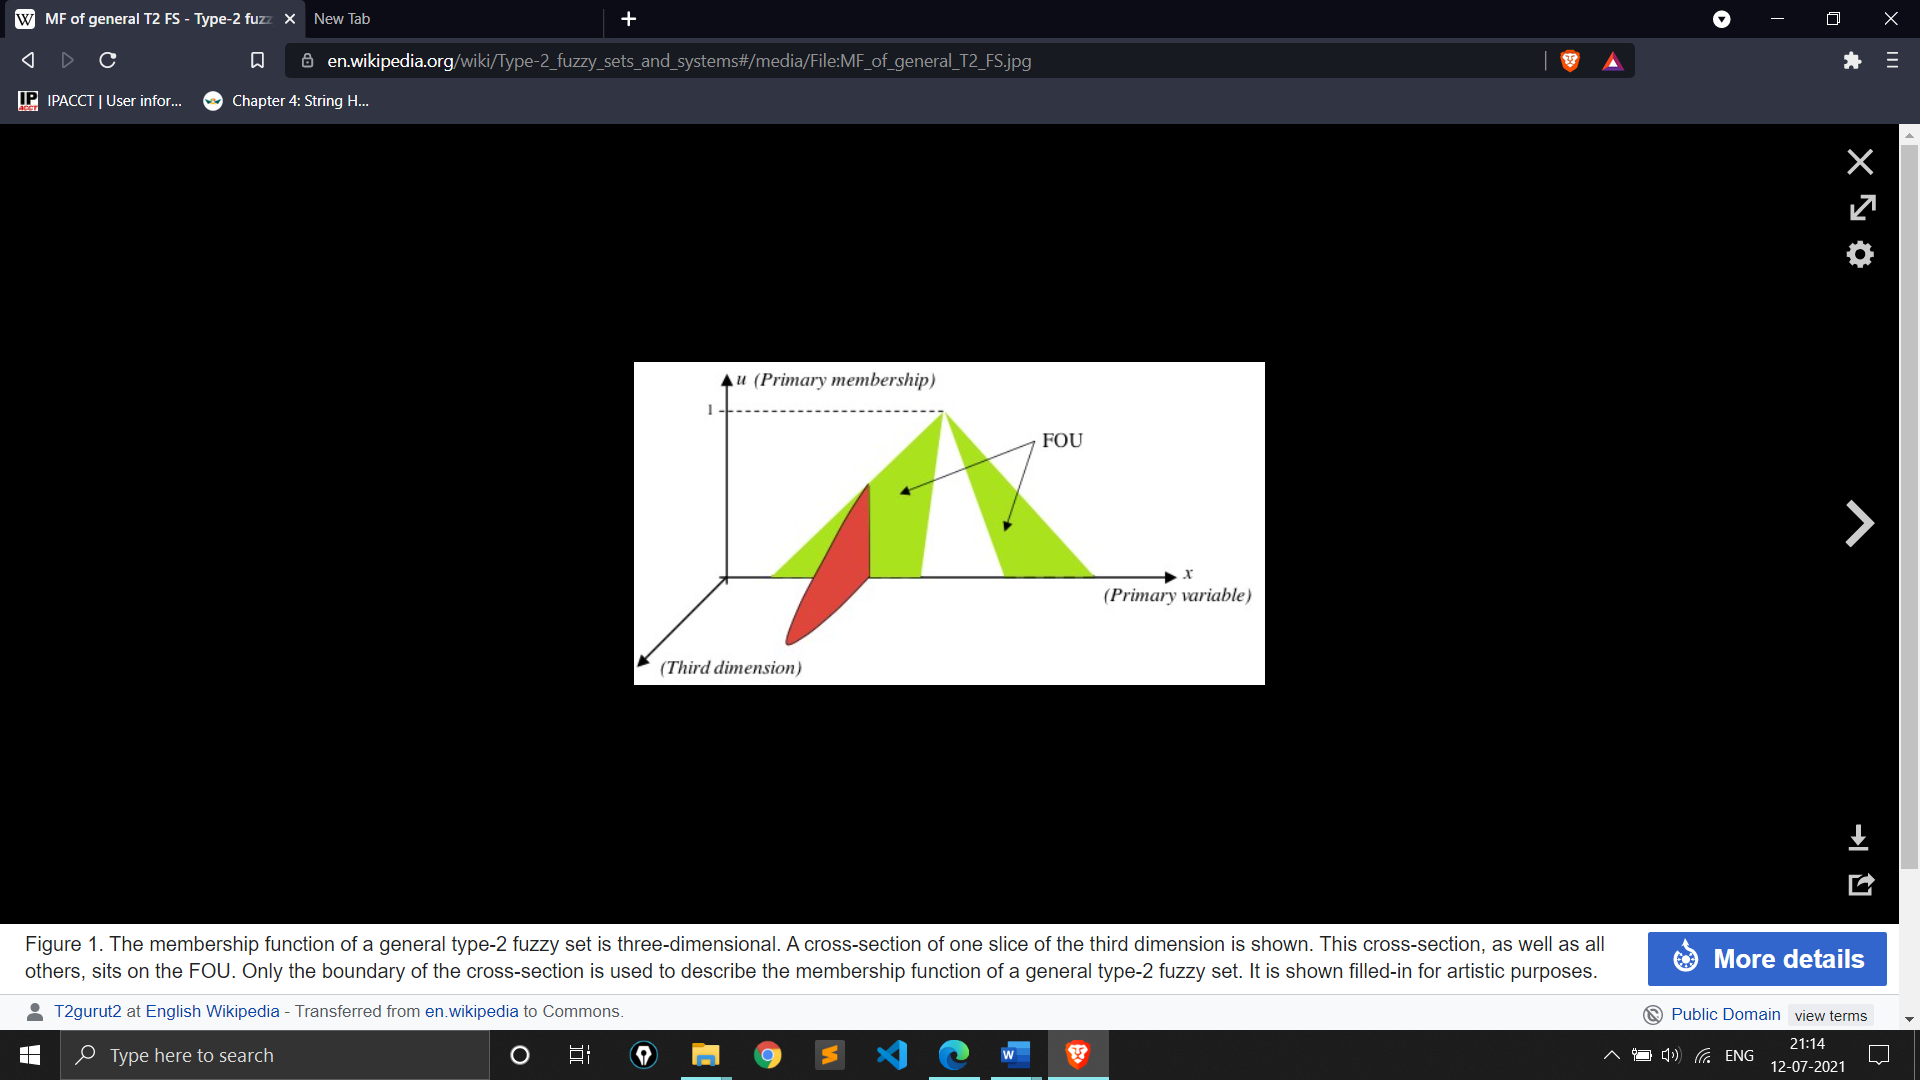 MF of general T2 FS - Type-2 fuzz
New Tab
en.wikipedia.org/wiki/Type-2_fuzzy_sets_and_systems#/media/File:MF_of_general_T2_FS.jpg
IP ACCT IPACCT | User infor...
Chapter 4: String H...
u (Primary membership)
1
FOU
x
(Primary variable)
(Third dimension)
Figure 1. The membership function of a general type-2 fuzzy set is three-dimensional. A cross-section of one slice of the third dimension is shown. This cross-section, as well as all
others, sits on the FOU. Only the boundary of the cross-section is used to describe the membership function of a general type-2 fuzzy set. It is shown filled-in for artistic purposes.
More details
T2gurut2 at English Wikipedia - Transferred from en.wikipedia to Commons.
Public Domain view terms
Type here to search
ENG
21:14
12-07-2021